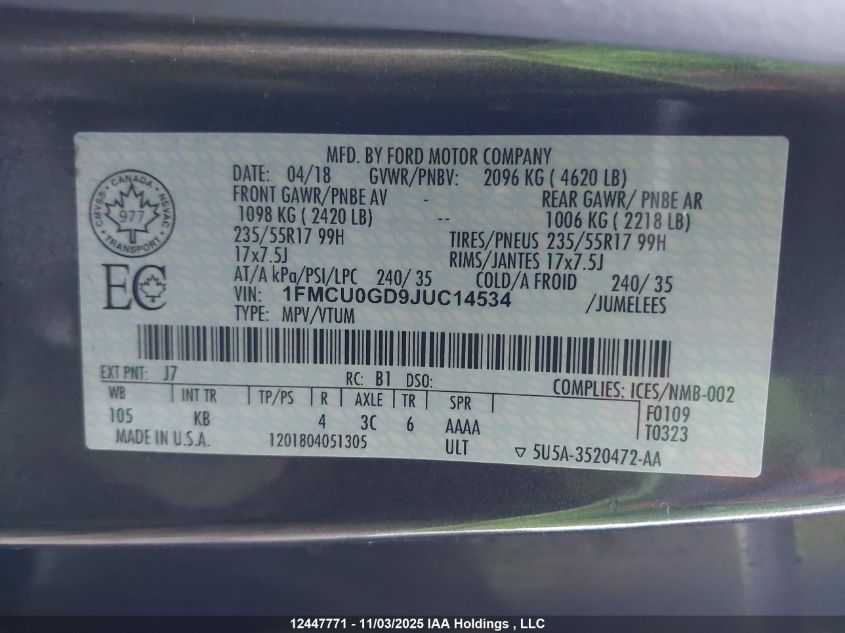 MFD. BY FORD MOTOR COMPANY
DATE: 04/18 GVWR/PNBV: 2096 KG ( 4620 LB)
FRONT GAWR/PNBE AV - REAR GAWR/ PNBE AR
1098 KG ( 2420 LB) -- 1006 KG ( 2218 LB)
235/55R17 99H TIRES/PNEUS 235/55R17 99H
17x7.5J RIMS/JANTES 17x7.5J
AT/A kPa/PSI/LPC 240/ 35 COLD/A FROID 240/ 35
VIN: 1FMCU0GD9JUC14534 /JUMELEES
TYPE: MPV/VTUM
CANADA
CMVSS NSVAC
977
TRANSPORT
EC
EXT PNT: J7 RC: B1 DSO: COMPLIES: ICES/NMB-002
WB INT TR TP/PS R AXLE TR SPR F0109
105 KB 4 3C 6 AAAA T0323
MADE IN U.S.A. 1201804051305 ULT ▽ 5U5A-3520472-AA
12447771 - 11/03/2025 IAA Holdings , LLC